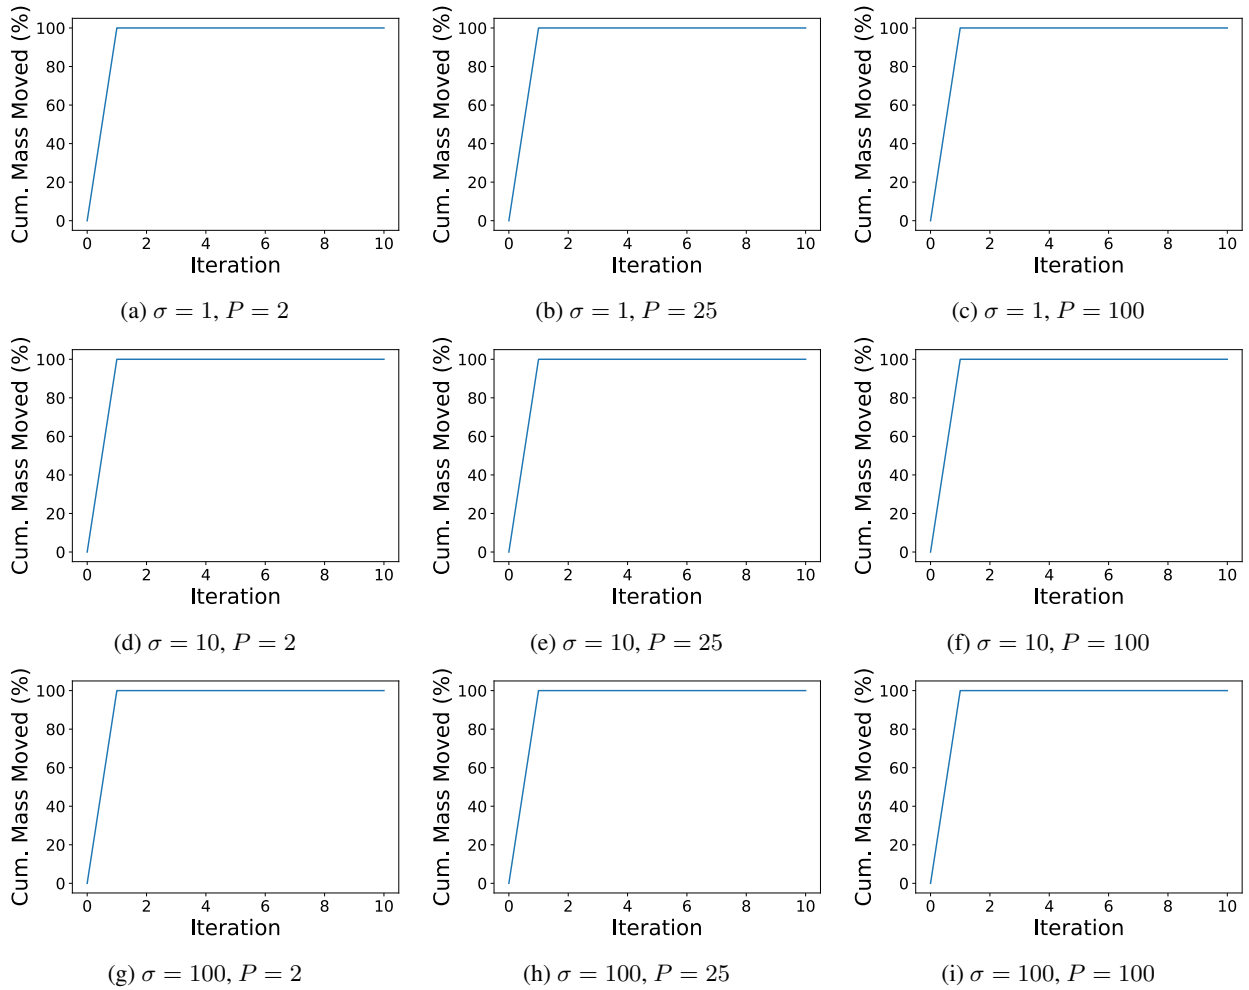 Cum. Mass Moved (%)
100
80
60
40
20
0
0 2 4 6 8 10
Iteration
(a) σ = 1, P = 2
Cum. Mass Moved (%)
100
80
60
40
20
0
0 2 4 6 8 10
Iteration
(b) σ = 1, P = 25
Cum. Mass Moved (%)
100
80
60
40
20
0
0 2 4 6 8 10
Iteration
(c) σ = 1, P = 100
Cum. Mass Moved (%)
100
80
60
40
20
0
0 2 4 6 8 10
Iteration
(d) σ = 10, P = 2
Cum. Mass Moved (%)
100
80
60
40
20
0
0 2 4 6 8 10
Iteration
(e) σ = 10, P = 25
Cum. Mass Moved (%)
100
80
60
40
20
0
0 2 4 6 8 10
Iteration
(f) σ = 10, P = 100
Cum. Mass Moved (%)
100
80
60
40
20
0
0 2 4 6 8 10
Iteration
(g) σ = 100, P = 2
Cum. Mass Moved (%)
100
80
60
40
20
0
0 2 4 6 8 10
Iteration
(h) σ = 100, P = 25
Cum. Mass Moved (%)
100
80
60
40
20
0
0 2 4 6 8 10
Iteration
(i) σ = 100, P = 100